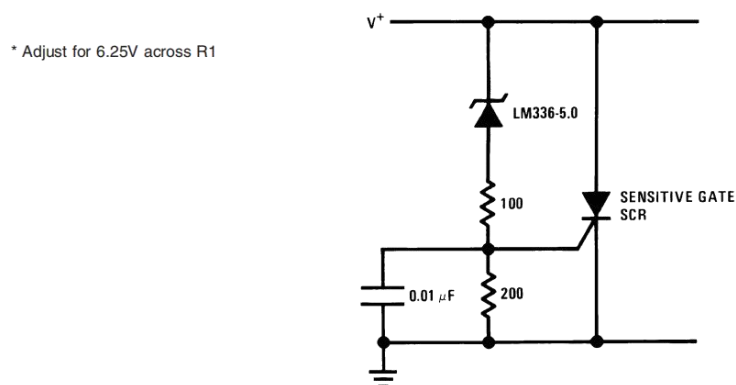 V+
* Adjust for 6.25V across R1
LM336-5.0
100
SENSITIVE GATE
SCR
0.01 μF
200